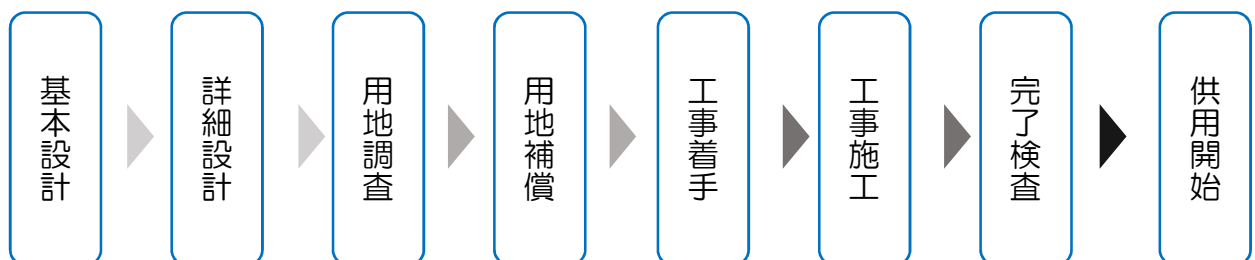 基本設計
詳細設計
用地調査
用地補償
工事着手
工事施工
完了検査
供用開始